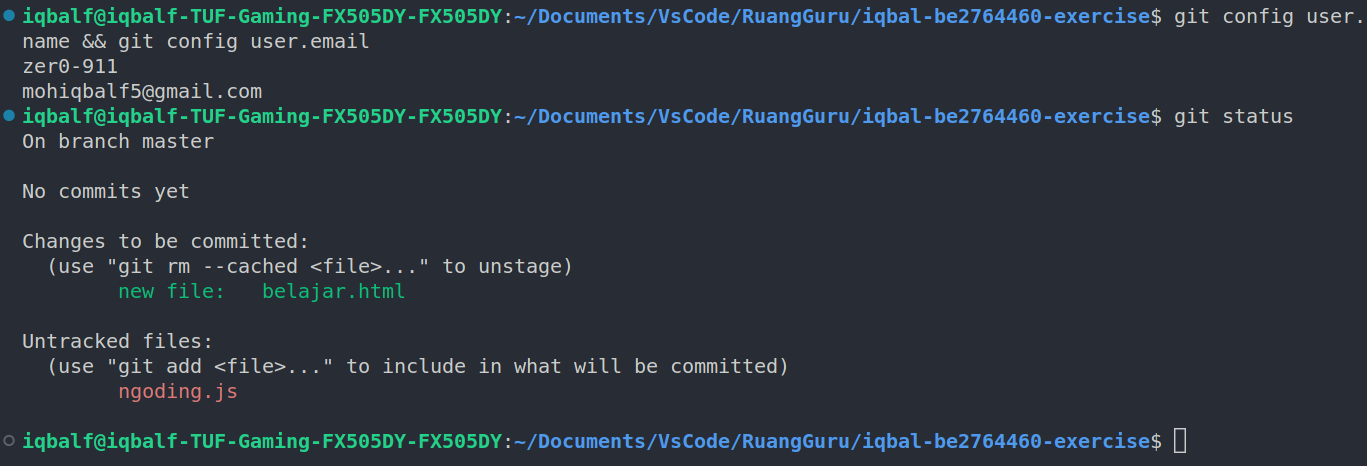 iqbalf@iqbalf-TUF-Gaming-FX505DY-FX505DY:~/Documents/VsCode/RuangGuru/iqbal-be2764460-exercise$ git config user.
name && git config user.email
zer0-911
mohiqbalf5@gmail.com
iqbalf@iqbalf-TUF-Gaming-FX505DY-FX505DY:~/Documents/VsCode/RuangGuru/iqbal-be2764460-exercise$ git status
On branch master
No commits yet
Changes to be committed:
(use "git rm --cached <file>..." to unstage)
new file:   belajar.html
Untracked files:
(use "git add <file>..." to include in what will be committed)
ngoding.js
iqbalf@iqbalf-TUF-Gaming-FX505DY-FX505DY:~/Documents/VsCode/RuangGuru/iqbal-be2764460-exercise$